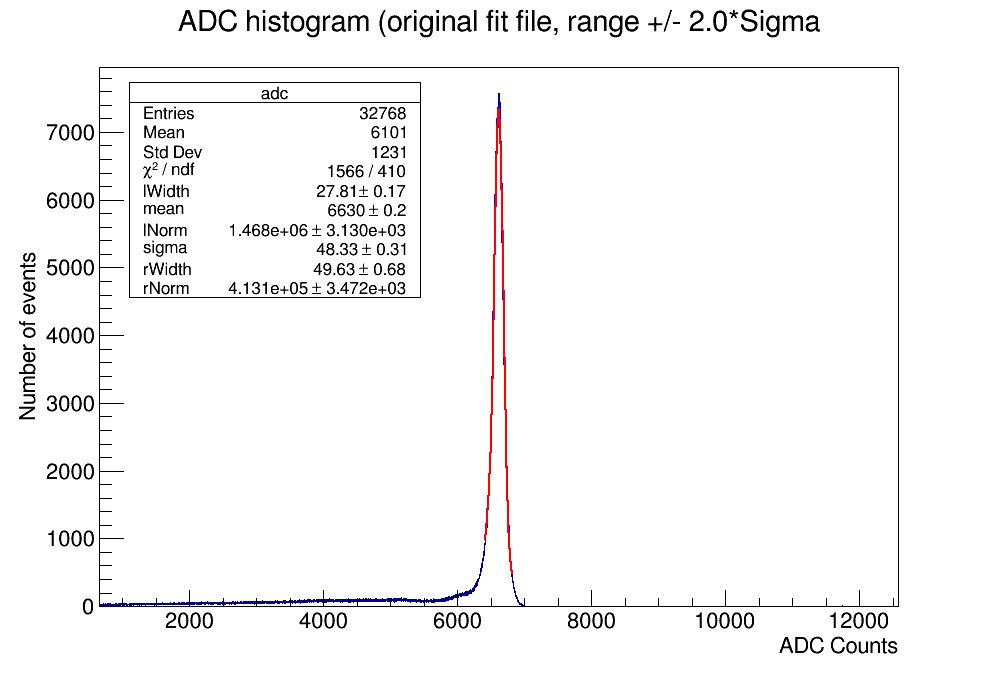 ADC histogram (original fit file, range +/- 2.0*Sigma
adc
Entries 32768
Mean 6101
Std Dev 1231
χ² / ndf 1566 / 410
lWidth 27.81 ± 0.17
mean 6630 ± 0.2
lNorm 1.468e+06 ± 3.130e+03
sigma 48.33 ± 0.31
rWidth 49.63 ± 0.68
rNorm 4.131e+05 ± 3.472e+03
Number of events
7000
6000
5000
4000
3000
2000
1000
0
2000 4000 6000 8000 10000 12000
ADC Counts